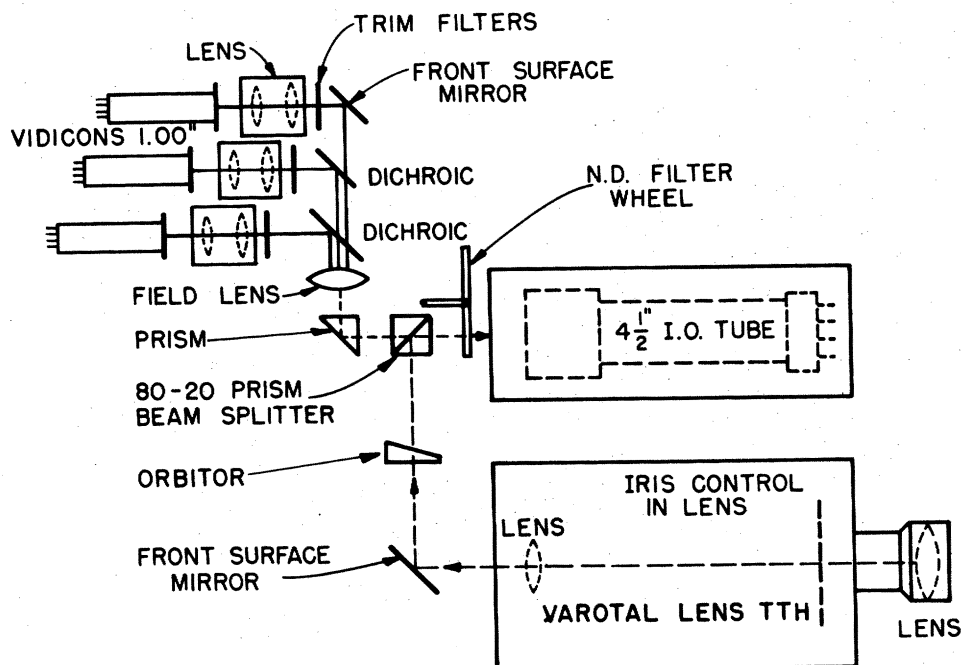 TRIM FILTERS
LENS
FRONT SURFACE
MIRROR
VIDICONS 1.00"
DICHROIC
N.D. FILTER
WHEEL
DICHROIC
FIELD LENS
PRISM
4 1/2" I.O. TUBE
80-20 PRISM
BEAM SPLITTER
ORBITOR
IRIS CONTROL
IN LENS
LENS
FRONT SURFACE
MIRROR
VAROTAL LENS TTH
LENS